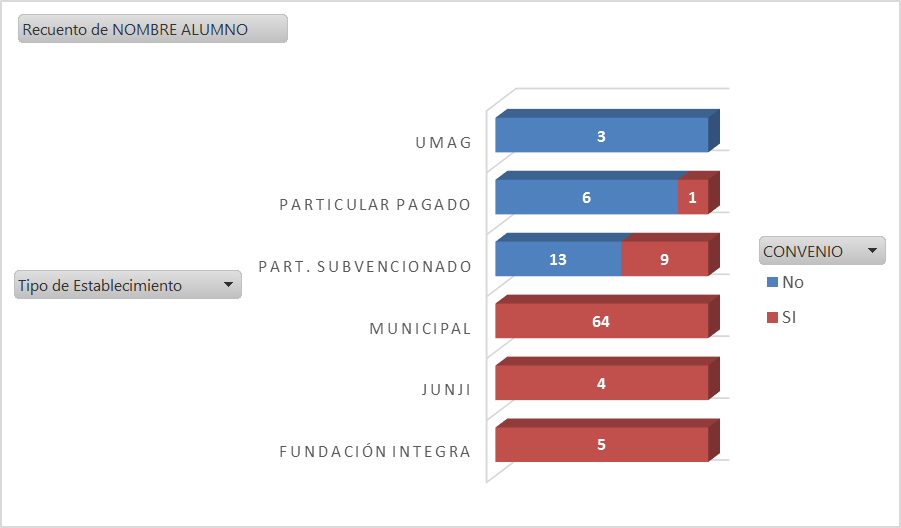 Recuento de NOMBRE ALUMNO
UMAG
3
PARTICULAR PAGADO
6
1
PART. SUBVENCIONADO
13
9
MUNICIPAL
64
JUNJI
4
FUNDACIÓN INTEGRA
5
Tipo de Establecimiento
CONVENIO
No
SI